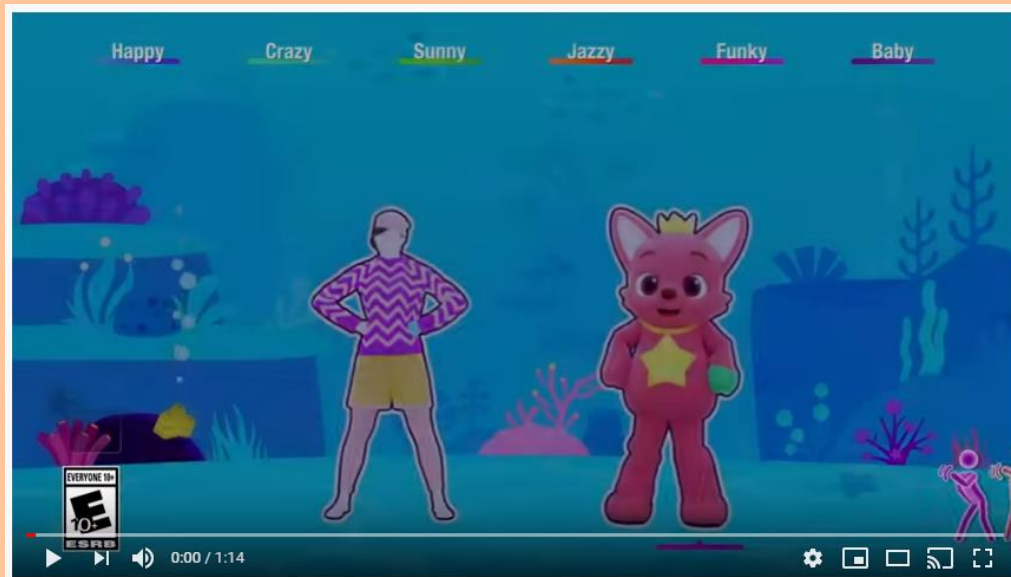 Happy Crazy Sunny Jazzy Funky Baby
EVERYONE 10+
E
10+
ESRB
0:00 / 1:14